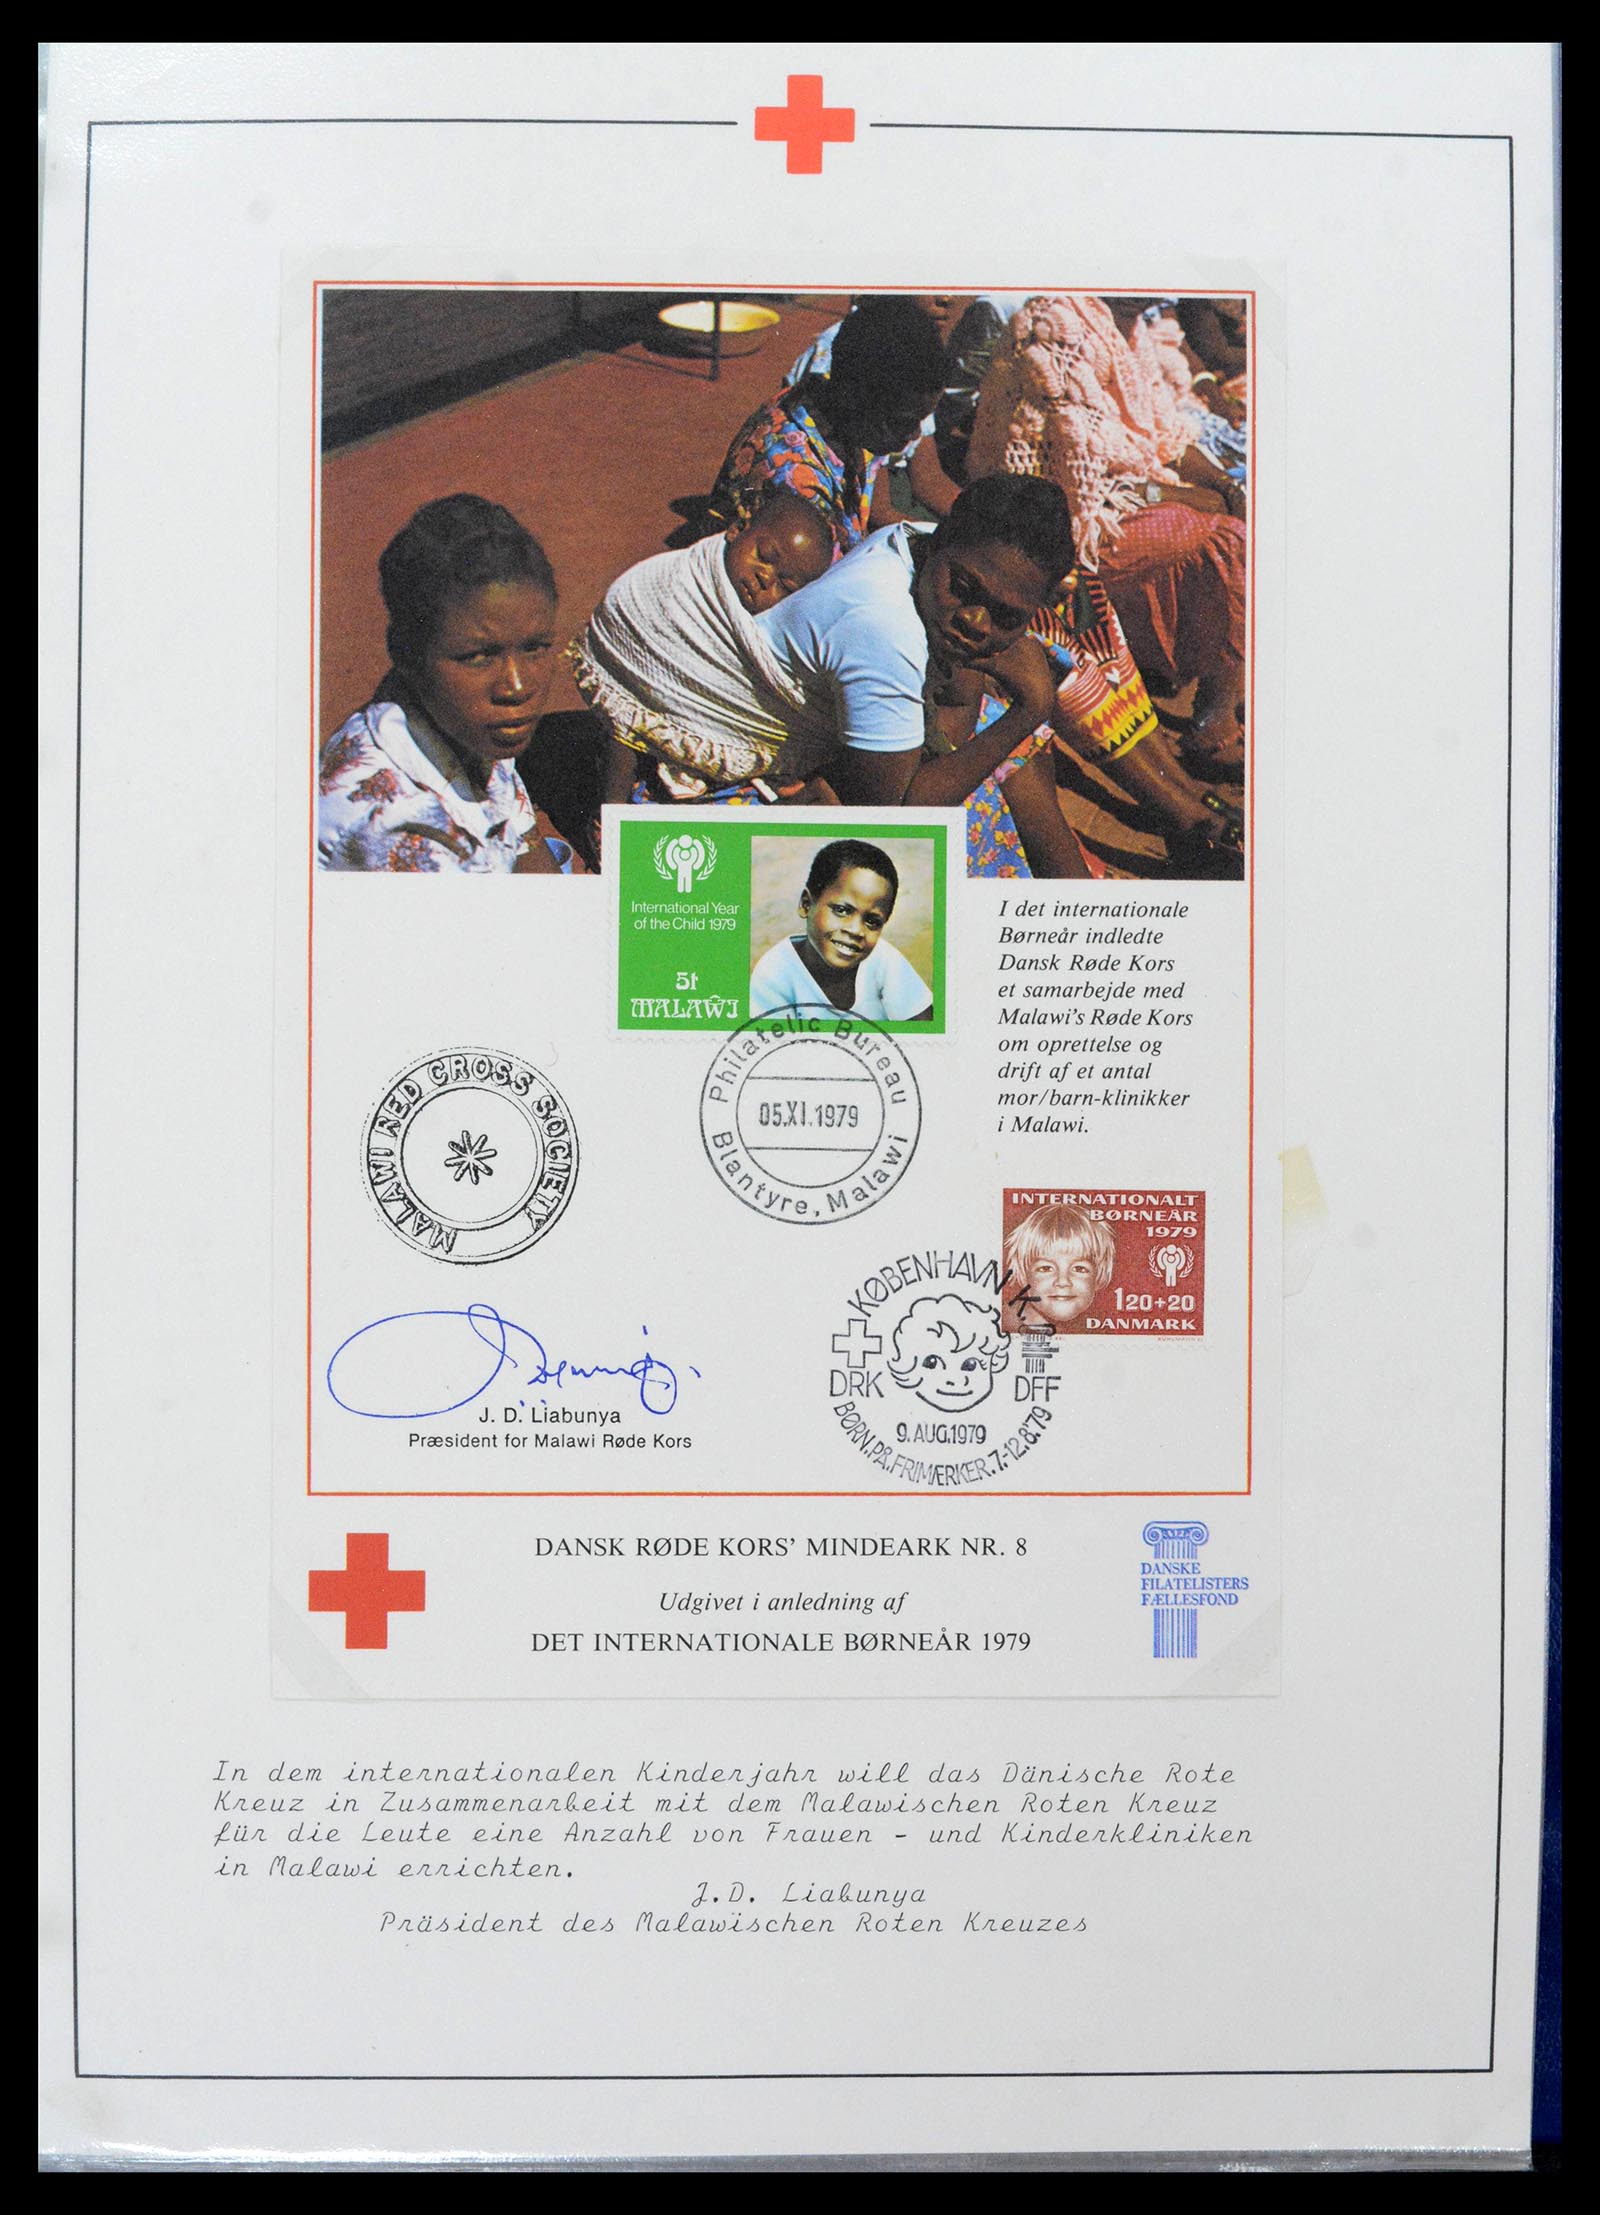 International Year
of the Child 1979
5t
MALAŴI
I det internationale
Børneår indledte
Dansk Røde Kors
et samarbejde med
Malawi's Røde Kors
om oprettelse og
drift af et antal
mor/barn-klinikker
i Malawi.
Philatelic Bureau
05.XI.1979
Blantyre, Malawi
MALAWI RED CROSS SOCIETY
INTERNATIONALT
BØRNEÅR
1979
120+20
DANMARK
KØBENHAVN K.
DRK
DFF
9.AUG.1979
BØRN.PÅ.FRIMÆRKER.7.-12.8.'79
J. D. Liabunya
Præsident for Malawi Røde Kors
DANSK RØDE KORS' MINDEARK NR. 8
Udgivet i anledning af
DET INTERNATIONALE BØRNEÅR 1979
DANSKE
FILATELISTERS
FÆLLESFOND
In dem internationalen Kinderjahr will das Dänische Rote
Kreuz in Zusammenarbeit mit dem Malawischen Roten Kreuz
für die Leute eine Anzahl von Frauen - und Kinderkliniken
in Malawi errichten.
J.D. Liabunya
Präsident des Malawischen Roten Kreuzes